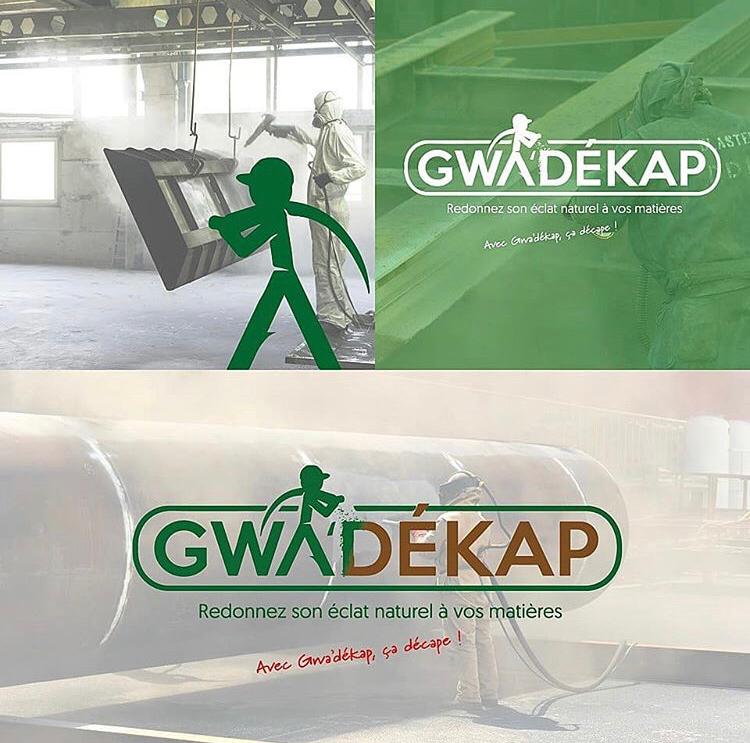 GWA'DÉKAP
Redonnez son éclat naturel à vos matières
Avec Gwa'dékap, ça décape !
GWA'DÉKAP
Redonnez son éclat naturel à vos matières
Avec Gwa'dékap, ça décape !